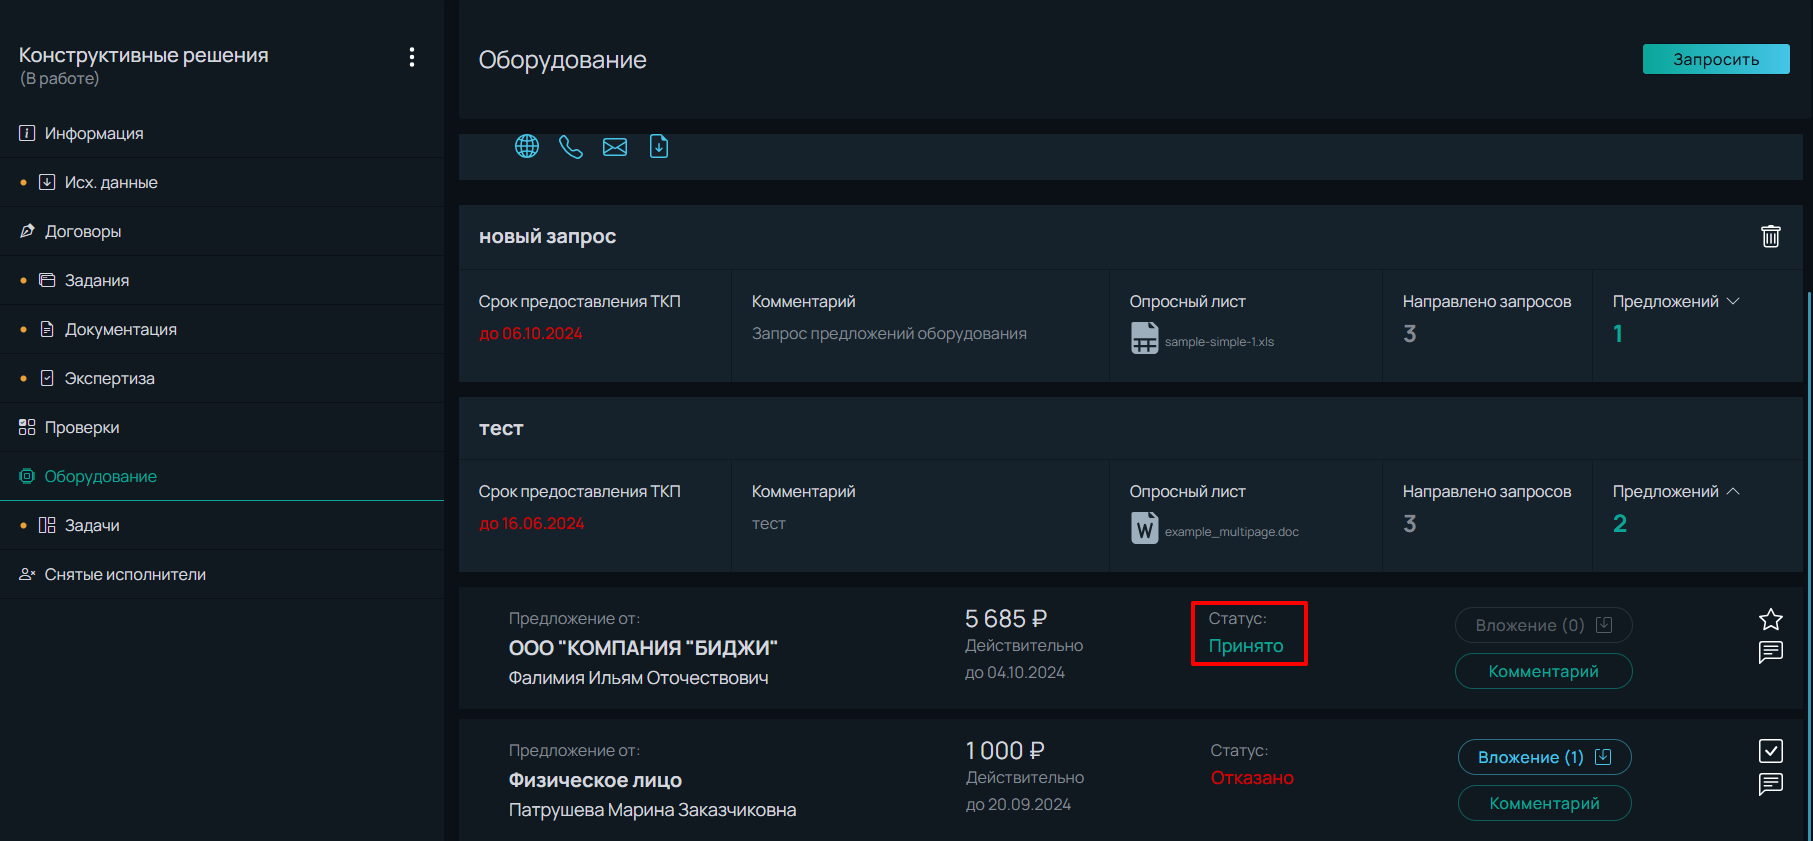 Конструктивные решения
(В работе)
Информация
Исх. данные
Договоры
Задания
Документация
Экспертиза
Проверки
Оборудование
Задачи
Снятые исполнители
Оборудование
Запросить
новый запрос
Срок предоставления ТКП
до 06.10.2024
Комментарий
Запрос предложений оборудования
Опросный лист
sample-simple-1.xls
Направлено запросов
3
Предложений
1
тест
Срок предоставления ТКП
до 16.06.2024
Комментарий
тест
Опросный лист
W
example_multipage.doc
Направлено запросов
3
Предложений
2
Предложение от:
ООО "КОМПАНИЯ "БИДЖИ"
Фалимия Ильям Оточествович
5 685 ₽
Действительно
до 04.10.2024
Статус:
Принято
Вложение (0)
Комментарий
Предложение от:
Физическое лицо
Патрушева Марина Заказчиковна
1 000 ₽
Действительно
до 20.09.2024
Статус:
Отказано
Вложение (1)
Комментарий